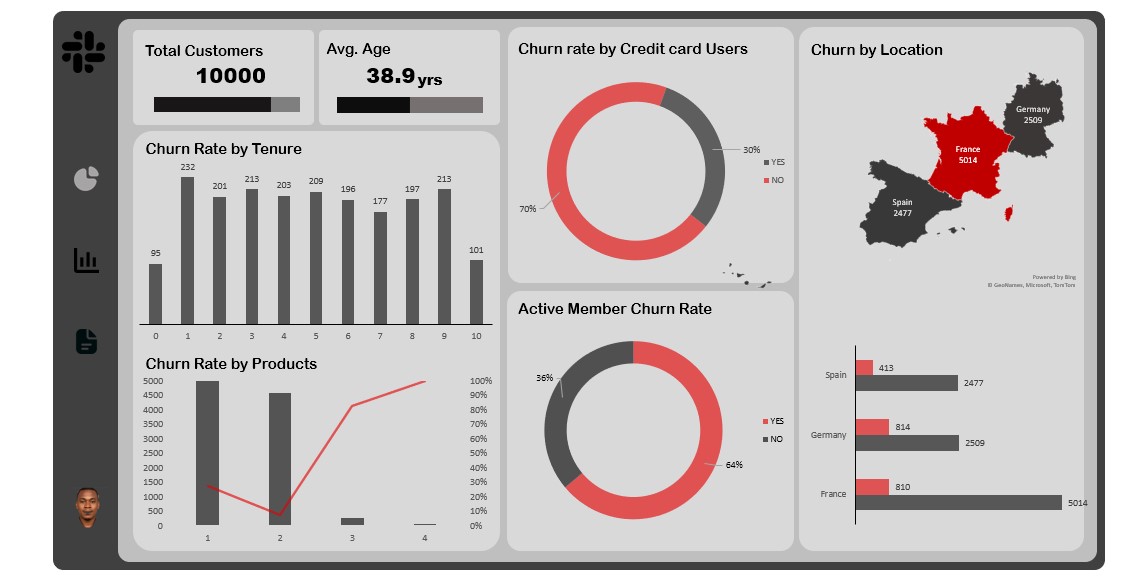 Total Customers
10000
Avg. Age
38.9 yrs
Churn Rate by Tenure
232
201
213
203
209
196
177
197
213
95
101
0 1 2 3 4 5 6 7 8 9 10
Churn Rate by Products
5000
4500
4000
3500
3000
2500
2000
1500
1000
500
0
100%
90%
80%
70%
60%
50%
40%
30%
20%
10%
0%
1 2 3 4
Churn rate by Credit card Users
30%
70%
YES
NO
Active Member Churn Rate
36%
64%
YES
NO
Churn by Location
Germany
2509
France
5014
Spain
2477
Powered by Bing
© GeoNames, Microsoft, TomTom
Spain
413
2477
Germany
814
2509
France
810
5014